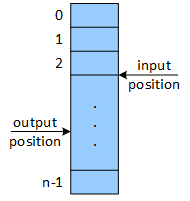 0
1
2
input
position
.
.
.
output
position
n-1